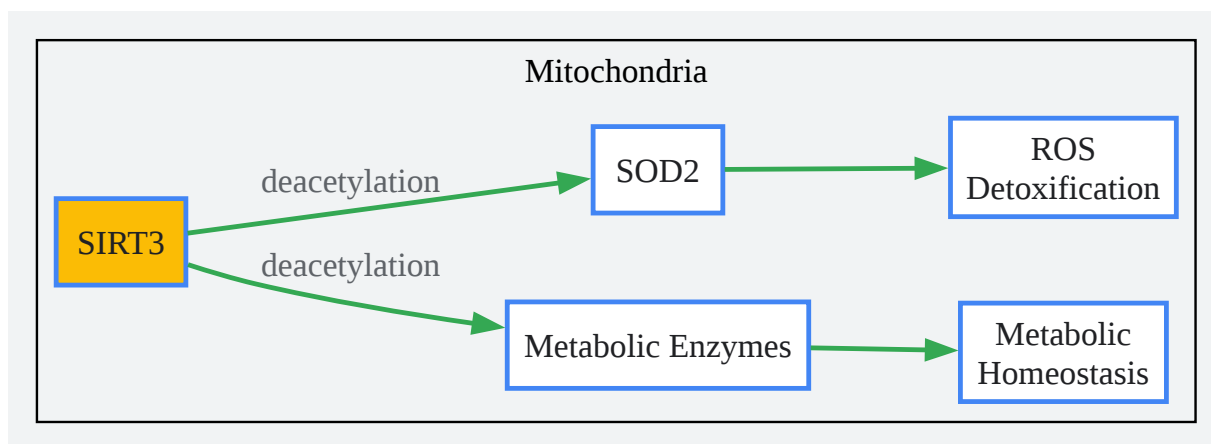 Mitochondria
SIRT3
deacetylation
SOD2
ROS
Detoxification
deacetylation
Metabolic Enzymes
Metabolic
Homeostasis